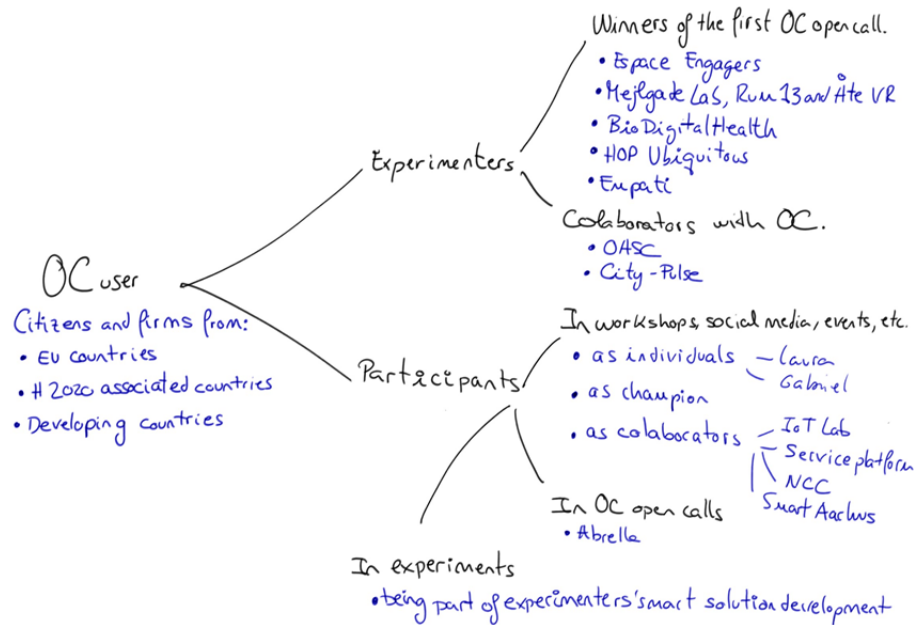 Winners of the first OC open call.
• Espace Engagers
• Mejlgade Lab, Rum 13 and Åte VR
• BioDigitalHealth
• HOP Ubiquitous
• Empati
Experimenters
Colaborators with OC.
• OASC
• City-Pulse
OC user
Citizens and firms from:
• EU countries
• H2020 associated countries
• Developing countries
In workshops, social media, events, etc.
• as individuals
Laura
Gabriel
• as champion
• as colaborators
IoT Lab
Service platform
NCC
Smart Aarhus
Participants
In OC open calls
• Abrella
In experiments
• being part of experimenters' smart solution development